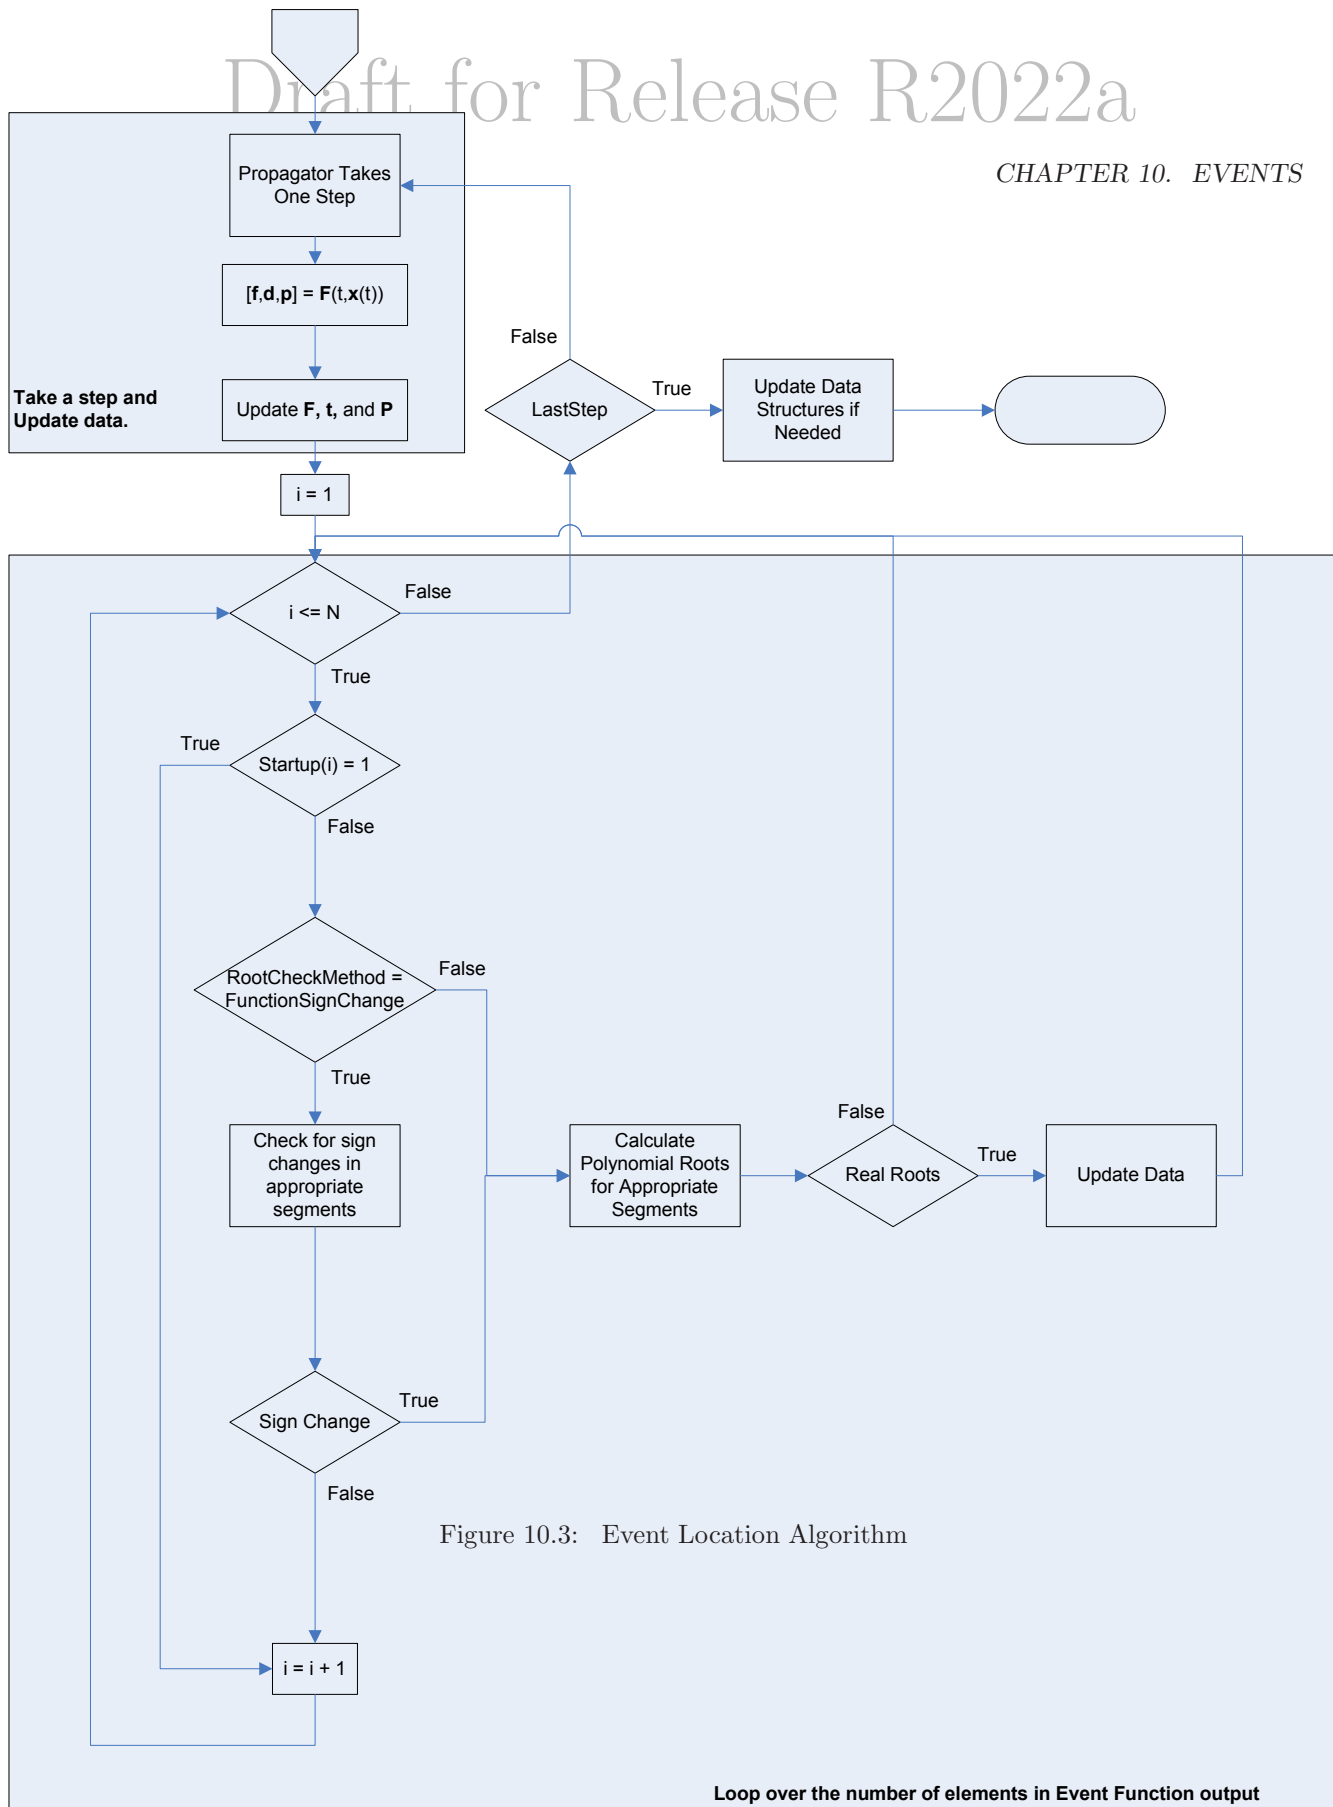 Draft for Release R2022a
CHAPTER 10. EVENTS
Propagator Takes
One Step
[f,d,p] = F(t,x(t))
Update F, t, and P
Take a step and
Update data.
i = 1
False
LastStep
True
Update Data
Structures if
Needed
i <= N
False
True
Startup(i) = 1
True
False
RootCheckMethod =
FunctionSignChange
False
True
Check for sign
changes in
appropriate
segments
Calculate
Polynomial Roots
for Appropriate
Segments
False
Real Roots
True
Update Data
Sign Change
True
False
Figure 10.3: Event Location Algorithm
i = i + 1
Loop over the number of elements in Event Function output